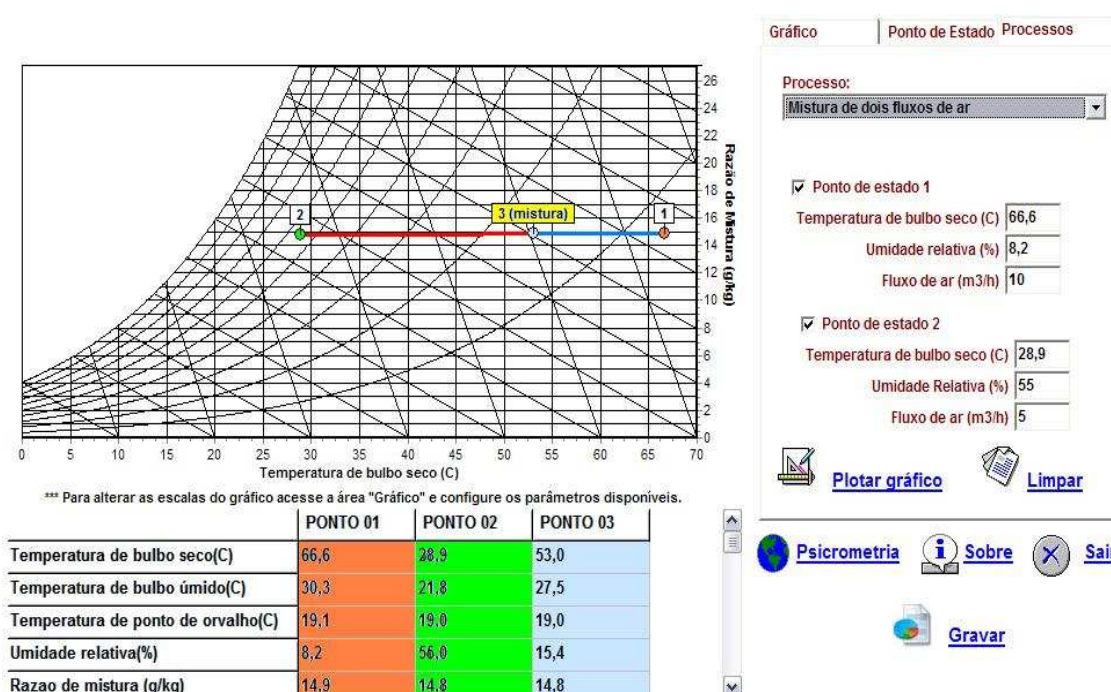 Gráfico Ponto de Estado Processos
Processo:
Mistura de dois fluxos de ar
Ponto de estado 1
Temperatura de bulbo seco (C) 66,6
Umidade relativa (%) 8,2
Fluxo de ar (m3/h) 10
Ponto de estado 2
Temperatura de bulbo seco (C) 28,9
Umidade Relativa (%) 55
Fluxo de ar (m3/h) 5
Plotar gráfico Limpar
Psicrometria Sobre Sair
Gravar
2 3 (mistura) 1
26
24
22
20
18
16
14
12
10
8
6
4
2
0
Razão de Mistura (g/kg)
0 5 10 15 20 25 30 35 40 45 50 55 60 65 70
Temperatura de bulbo seco (C)
*** Para alterar as escalas do gráfico acesse a área "Gráfico" e configure os parâmetros disponíveis.
PONTO 01 PONTO 02 PONTO 03
Temperatura de bulbo seco(C) 66,6 28,9 53,0
Temperatura de bulbo úmido(C) 30,3 21,8 27,5
Temperatura de ponto de orvalho(C) 19,1 19,0 19,0
Umidade relativa(%) 8,2 56,0 15,4
Razao de mistura (g/kg) 14,9 14,8 14,8